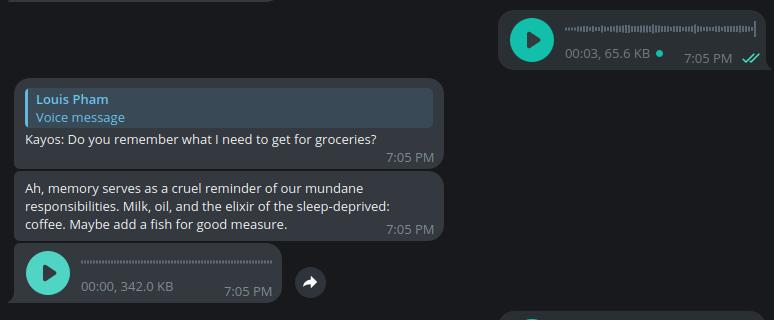 00:03, 65.6 KB
7:05 PM
Louis Pham
Voice message
Kayos: Do you remember what I need to get for groceries?
7:05 PM
Ah, memory serves as a cruel reminder of our mundane
responsibilities. Milk, oil, and the elixir of the sleep-deprived:
coffee. Maybe add a fish for good measure.
7:05 PM
00:00, 342.0 KB
7:05 PM